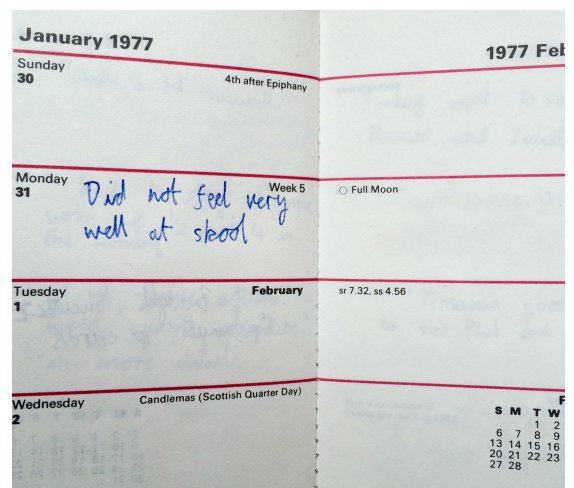 January 1977
Sunday
30
4th after Epiphany
Monday
31
Week 5
Did not feel very
well at skool
Tuesday
1
February
Wednesday
2
Candlemas (Scottish Quarter Day)
1977 Feb
Full Moon
sr 7.32, ss 4.56
F
S M T W
1 2
6 7 8 9
13 14 15 16
20 21 22 23
27 28